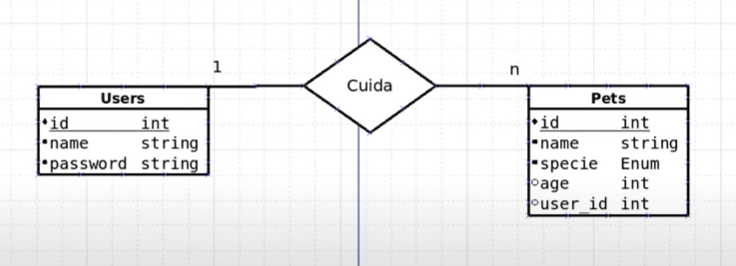 1
n
Cuida
Users
id int
name string
password string
Pets
id int
name string
specie Enum
age int
user_id int